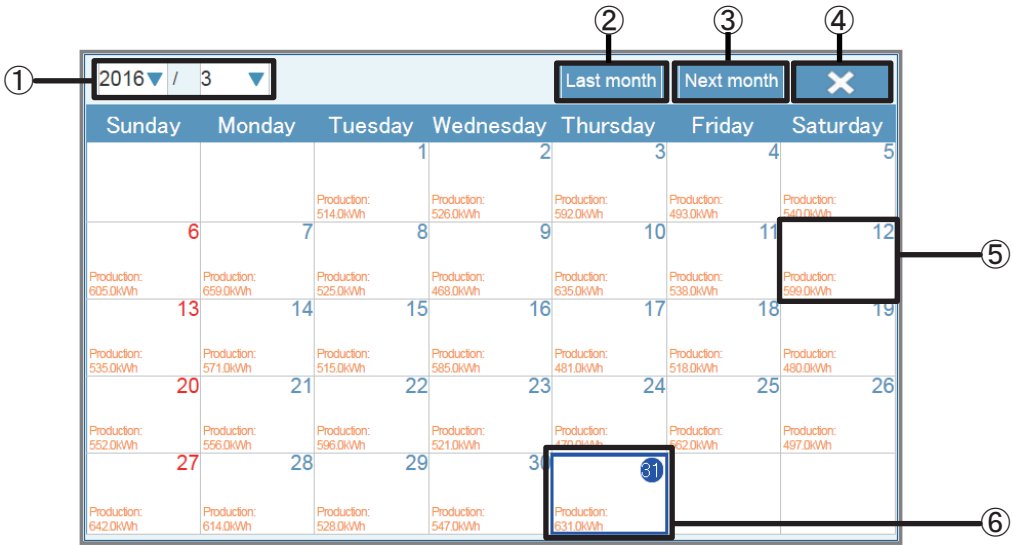 ② ③ ④
① 2016 / 3 Last month Next month
Sunday Monday Tuesday Wednesday Thursday Friday Saturday
1 2 3 4 5
Production: Production: Production: Production: Production:
514.0kWh 526.0kWh 592.0kWh 493.0kWh 540.0kWh
6 7 8 9 10 11 12
⑤
Production: Production: Production: Production: Production: Production: Production:
605.0kWh 659.0kWh 525.0kWh 468.0kWh 635.0kWh 538.0kWh 599.0kWh
13 14 15 16 17 18 19
Production: Production: Production: Production: Production: Production: Production:
535.0kWh 571.0kWh 515.0kWh 585.0kWh 481.0kWh 518.0kWh 480.0kWh
20 21 22 23 24 25 26
Production: Production: Production: Production: Production: Production: Production:
552.0kWh 556.0kWh 596.0kWh 521.0kWh 470.0kWh 562.0kWh 497.0kWh
27 28 29 30 31
Production: Production: Production: Production: Production:
642.0kWh 614.0kWh 528.0kWh 547.0kWh 631.0kWh
⑥